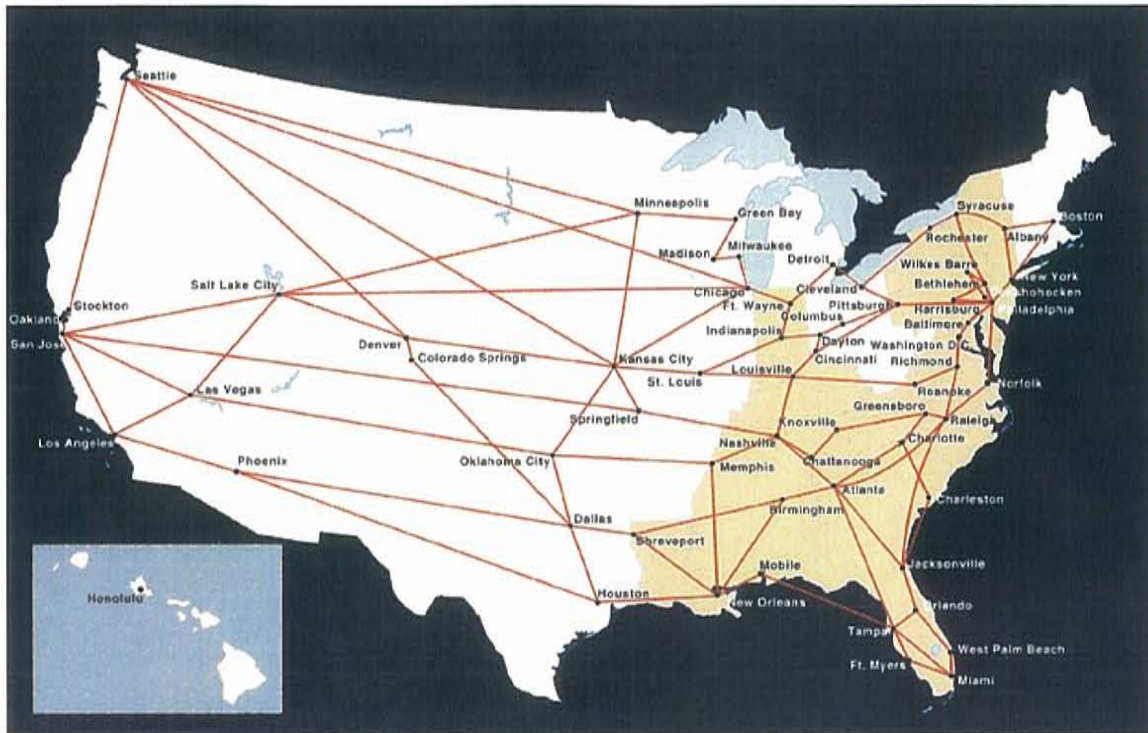 Seattle
Minneapolis
Green Bay
Syracuse
Boston
Rochester
Albany
Madison
Milwaukee
Detroit
Wilkes Barre
New York
Salt Lake City
Chicago
Cleveland
Bethlehem
shohocken
Ft. Wayne
Pittsburgh
Harrisburg
Philadelphia
Stockton
Columbus
Baltimore
Oakland
Indianapolis
Dayton
Washington D.C.
San Jose
Denver
Colorado Springs
Kansas City
Cincinnati
Richmond
St. Louis
Louisville
Roanoke
Norfolk
Las Vegas
Springfield
Greensboro
Knoxville
Raleigh
Los Angeles
Nashville
Charlotte
Phoenix
Oklahoma City
Memphis
Chattanooga
Atlanta
Charleston
Birmingham
Dallas
Shreveport
Mobile
Jacksonville
Honolulu
Houston
New Orleans
Orlando
Tampa
West Palm Beach
Ft. Myers
Miami